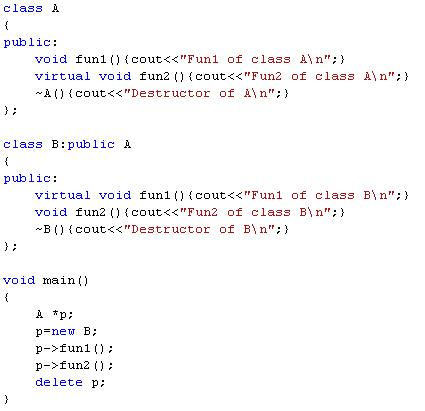 class A
{
public:
    void fun1(){cout<<"Fun1 of class A\n";}
    virtual void fun2(){cout<<"Fun2 of class A\n";}
    ~A(){cout<<"Destructor of A\n";}
};

class B:public A
{
public:
    virtual void fun1(){cout<<"Fun1 of class B\n";}
    void fun2(){cout<<"Fun2 of class B\n";}
    ~B(){cout<<"Destructor of B\n";}
};

void main()
{
    A *p;
    p=new B;
    p->fun1();
    p->fun2();
    delete p;
}